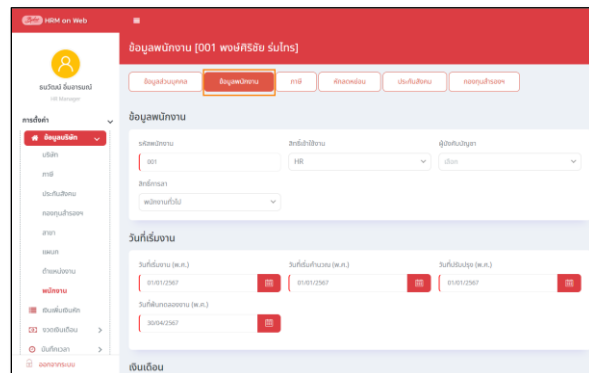 HRM on Web
ข้อมูลพนักงาน [001 พงษ์ศิริชัย ร่มไทร]
ธนวัฒน์ อิ่มอารมณ์
HR Manager
ข้อมูลส่วนบุคคล
ข้อมูลพนักงาน
ภาษี
ค่าลดหย่อน
ประกันสังคม
กองทุนสำรองฯ
การตั้งค่า
ข้อมูลบริษัท
บริษัท
ภาษี
ประกันสังคม
กองทุนสำรองฯ
สาขา
แผนก
ตำแหน่งงาน
พนักงาน
เงินเพิ่มเงินหัก
งวดเงินเดือน
บันทึกเวลา
ออกจากระบบ
ข้อมูลพนักงาน
รหัสพนักงาน
สิทธิ์เข้าใช้งาน
ผู้บังคับบัญชา
001
HR
เลือก
สิทธิ์การลา
พนักงานทั่วไป
วันที่เริ่มงาน
วันที่เริ่มงาน (พ.ศ.)
วันที่เริ่มคำนวณ (พ.ศ.)
วันที่ปรับปรุง (พ.ศ.)
01/01/2567
01/01/2567
01/01/2567
วันที่พ้นทดลองงาน (พ.ศ.)
30/04/2567
เงินเดือน